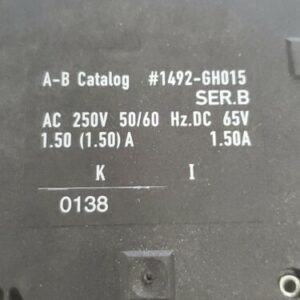 A-B Catalog #1492-GH015
SER.B
AC 250V 50/60 Hz.DC 65V
1.50 (1.50) A 1.50A
K I
0138